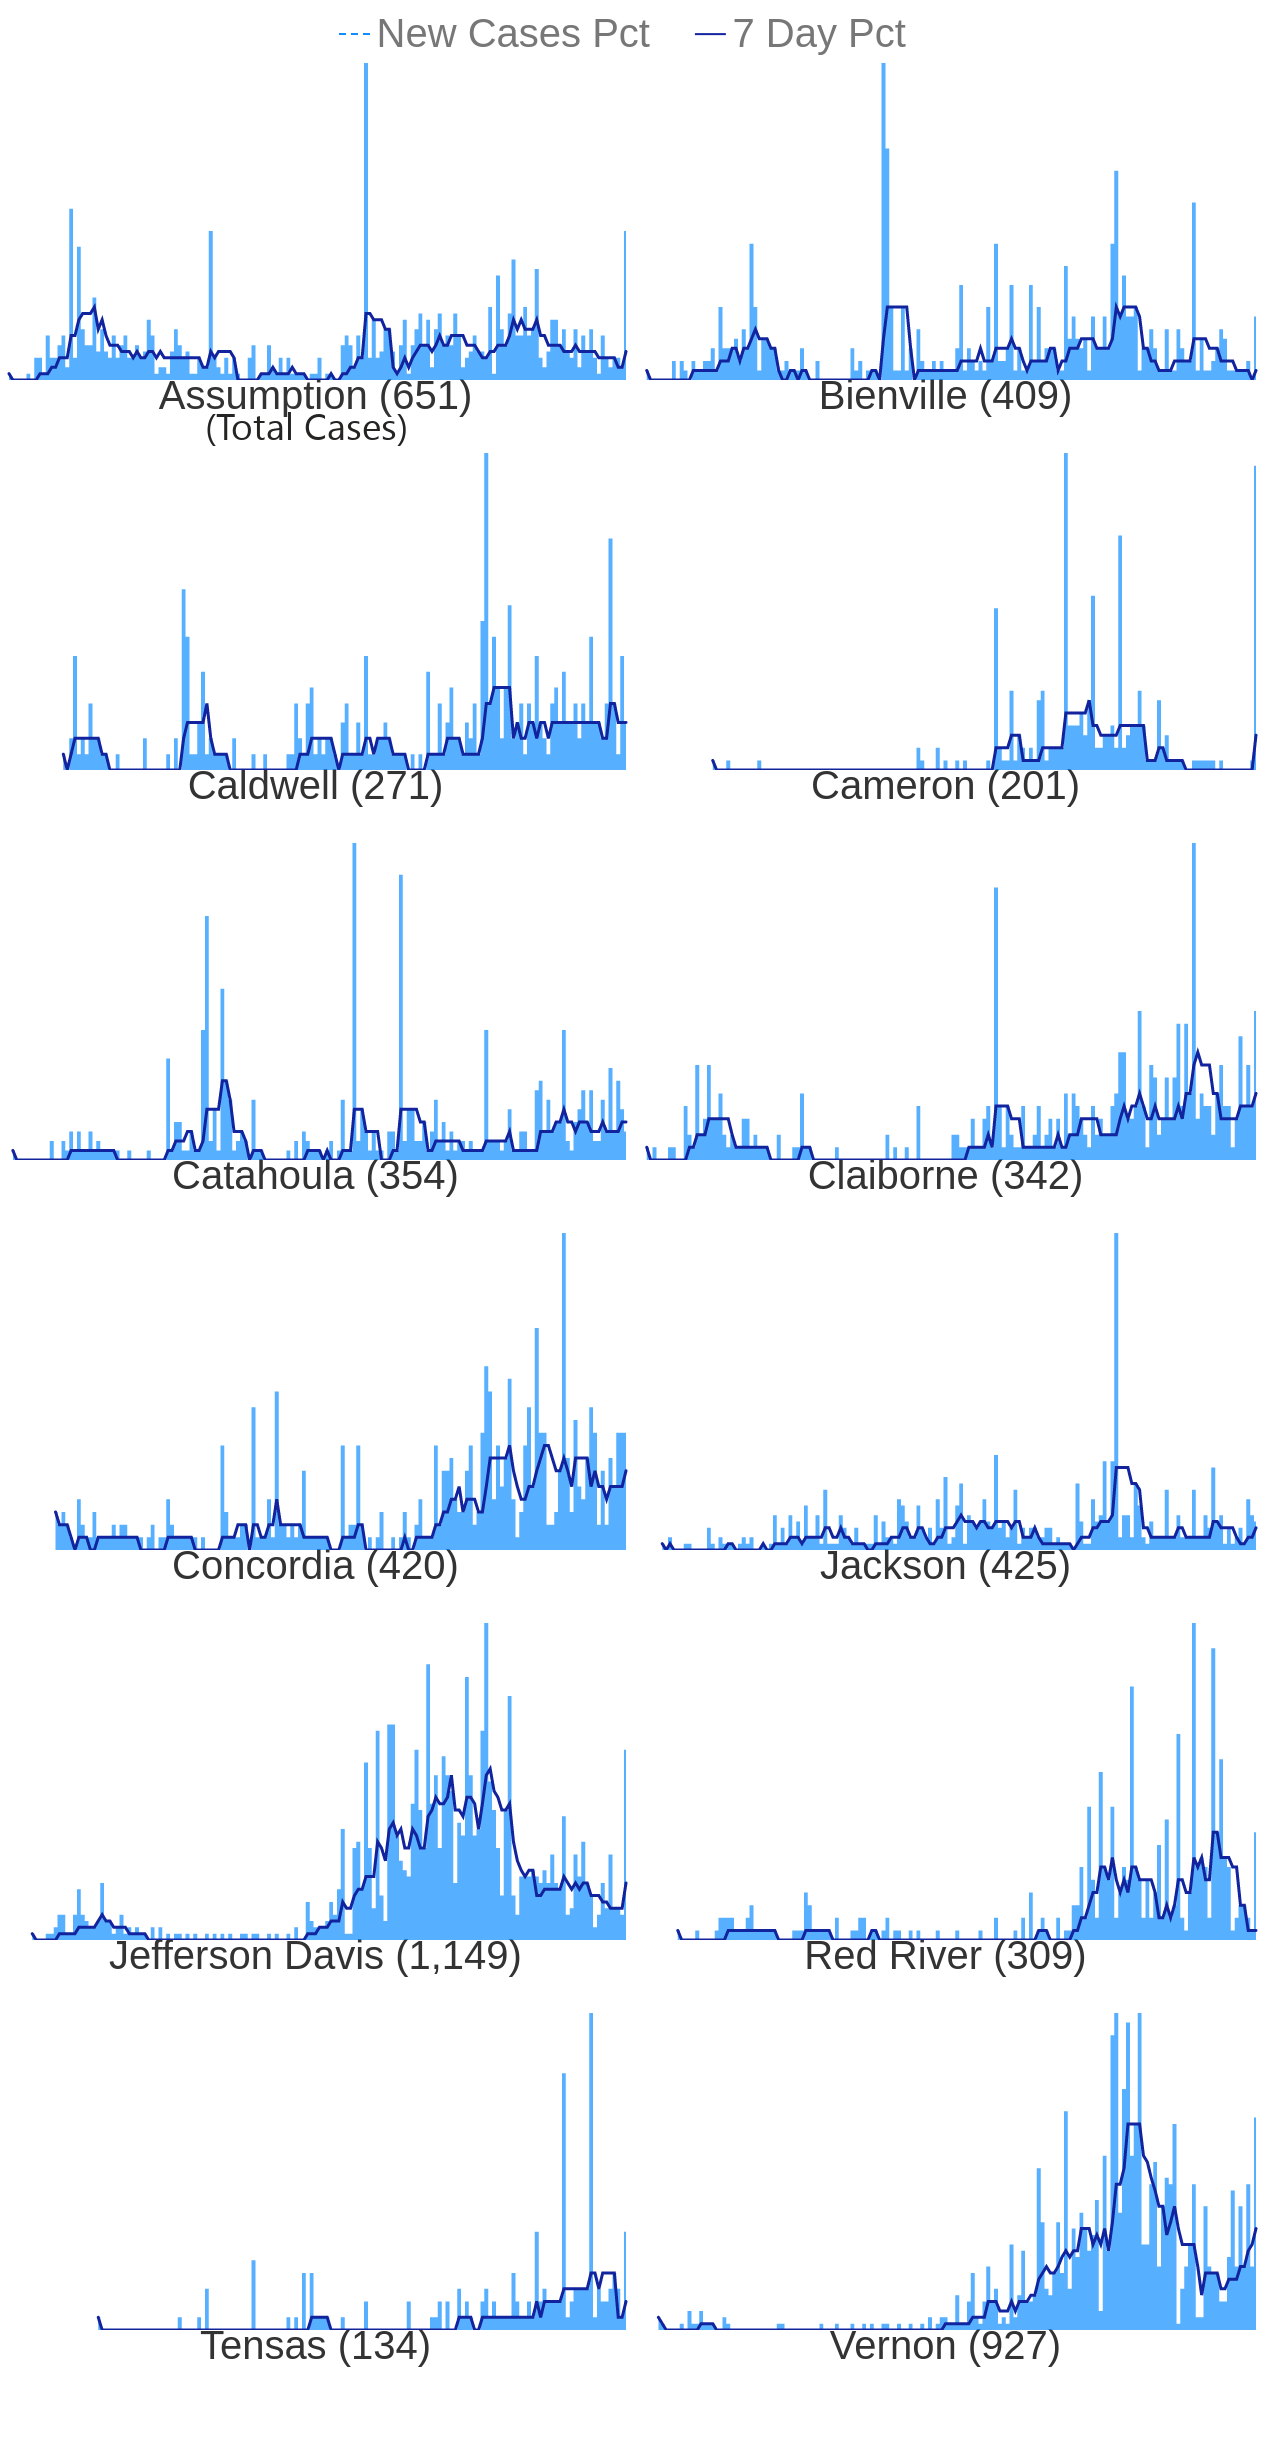 New Cases Pct 7 Day Pct
Assumption (651) Bienville (409)
(Total Cases)
Caldwell (271) Cameron (201)
Catahoula (354) Claiborne (342)
Concordia (420) Jackson (425)
Jefferson Davis (1,149) Red River (309)
Tensas (134) Vernon (927)